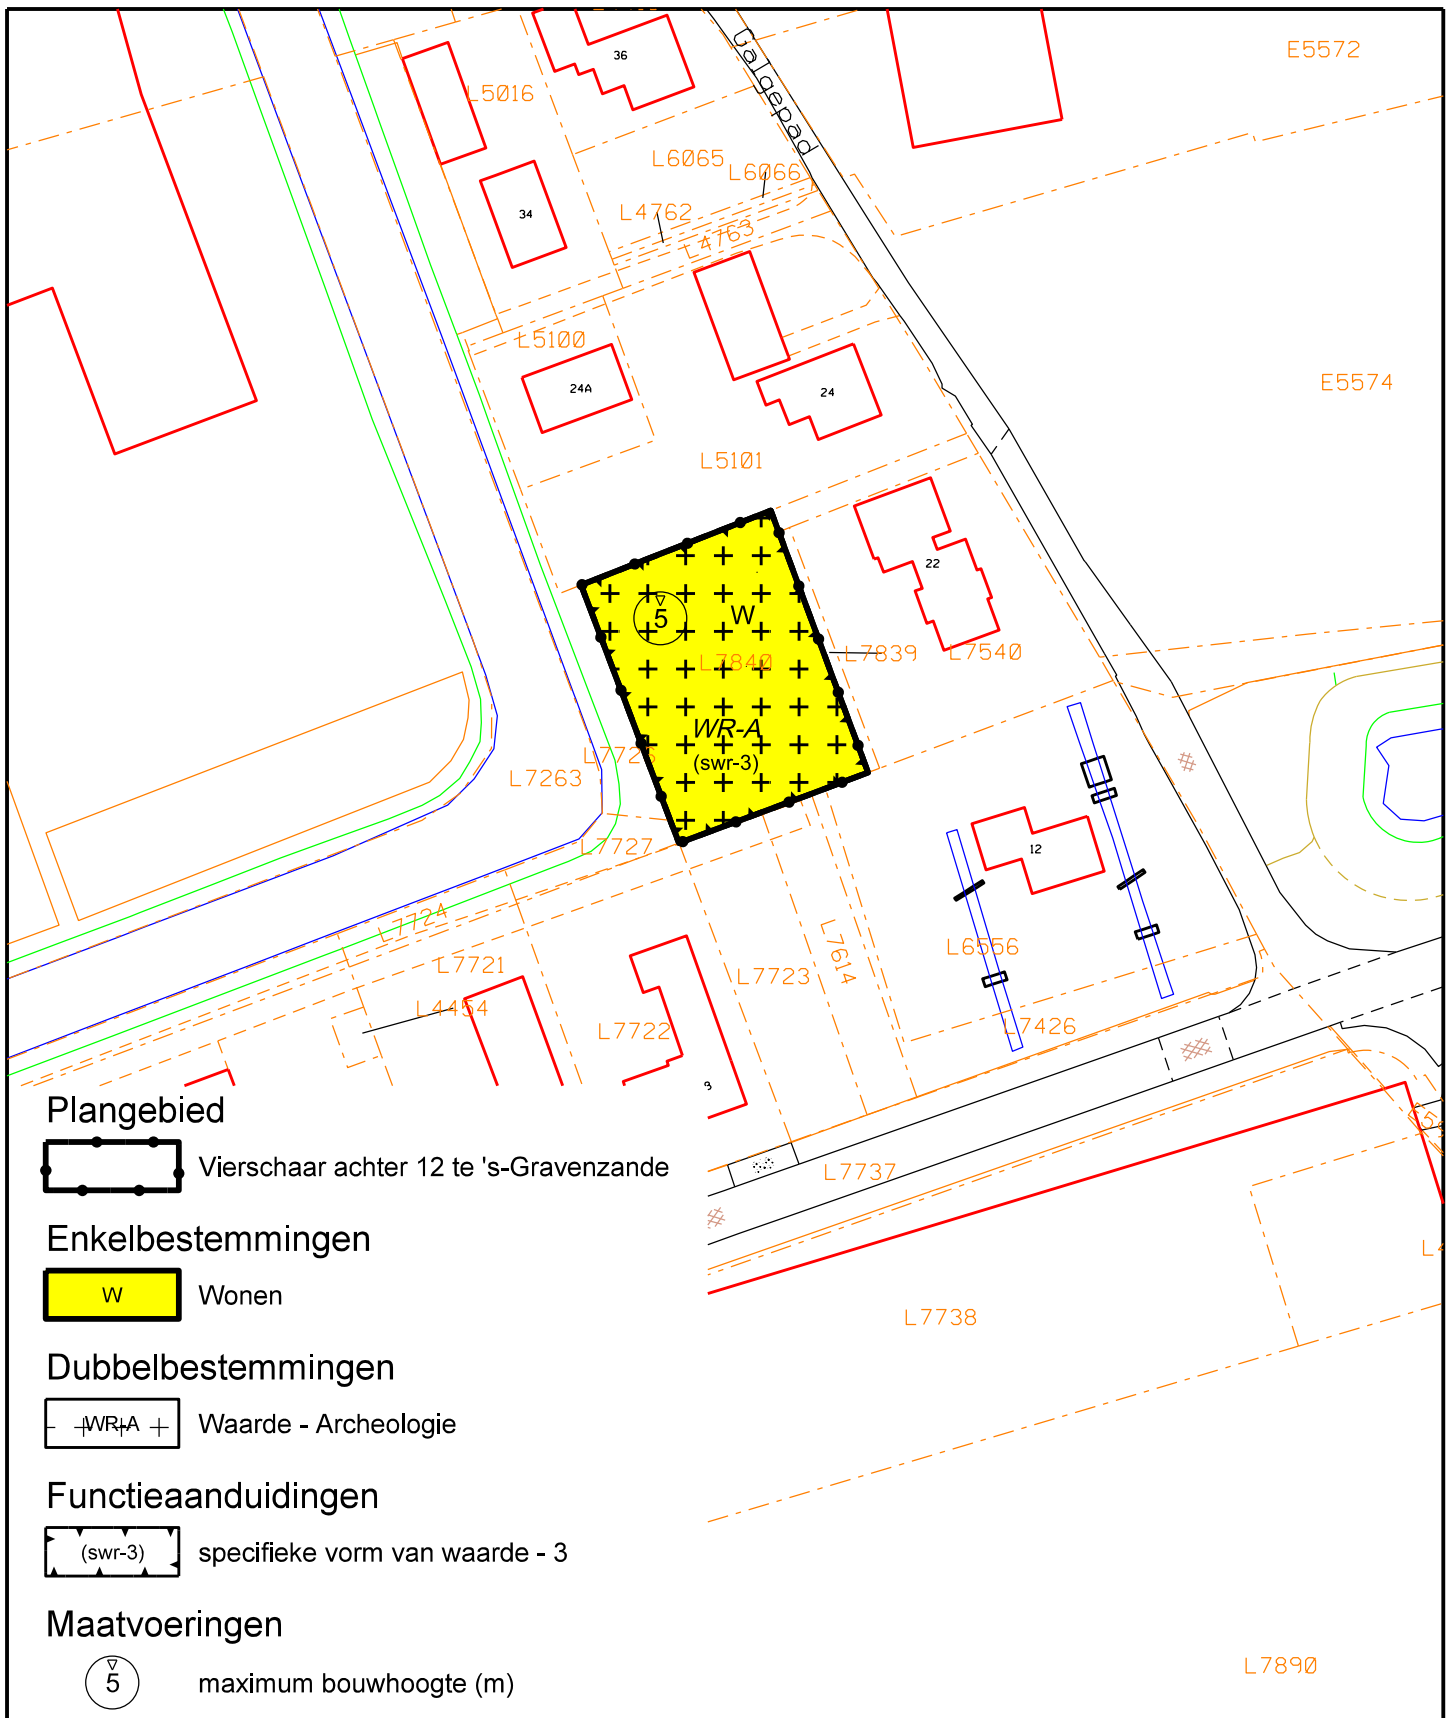 Galgepad
E5572
36
L5016
L6065
L6066
34
L4762
L4763
L5100
24A
24
E5574
L5101
22
5
W
L7840
L7839
L7540
WR-A
(swr-3)
L7263
L7727
12
L7724
L7721
L4454
L7722
L7723
L7614
L6556
L7426
L7737
L7738
L7890
Plangebied
Vierschaar achter 12 te 's-Gravenzande
Enkelbestemmingen
W Wonen
Dubbelbestemmingen
WR-A Waarde - Archeologie
Functieaanduidingen
(swr-3) specifieke vorm van waarde - 3
Maatvoeringen
5 maximum bouwhoogte (m)